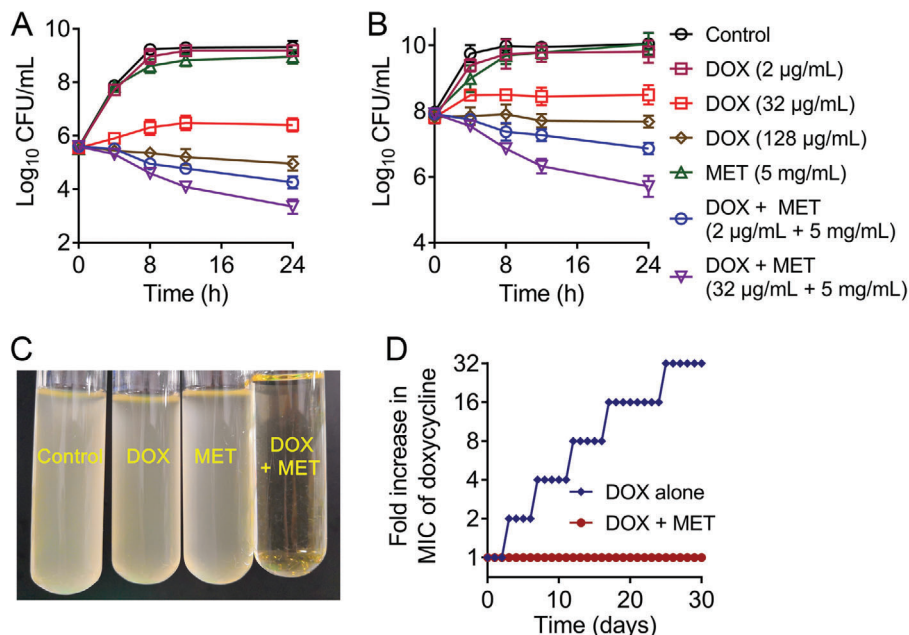 A
Log10 CFU/mL
10
8
6
4
2
0
8
16
24
Time (h)
B
Log10 CFU/mL
10
8
6
4
0
8
16
24
Time (h)
Control
DOX (2 µg/mL)
DOX (32 µg/mL)
DOX (128 µg/mL)
MET (5 mg/mL)
DOX + MET
(2 µg/mL + 5 mg/mL)
DOX + MET
(32 µg/mL + 5 mg/mL)
C
Control
DOX
MET
DOX
+ MET
D
Fold increase in
MIC of doxycycline
32
16
8
4
2
1
DOX alone
DOX + MET
0
10
20
30
Time (days)